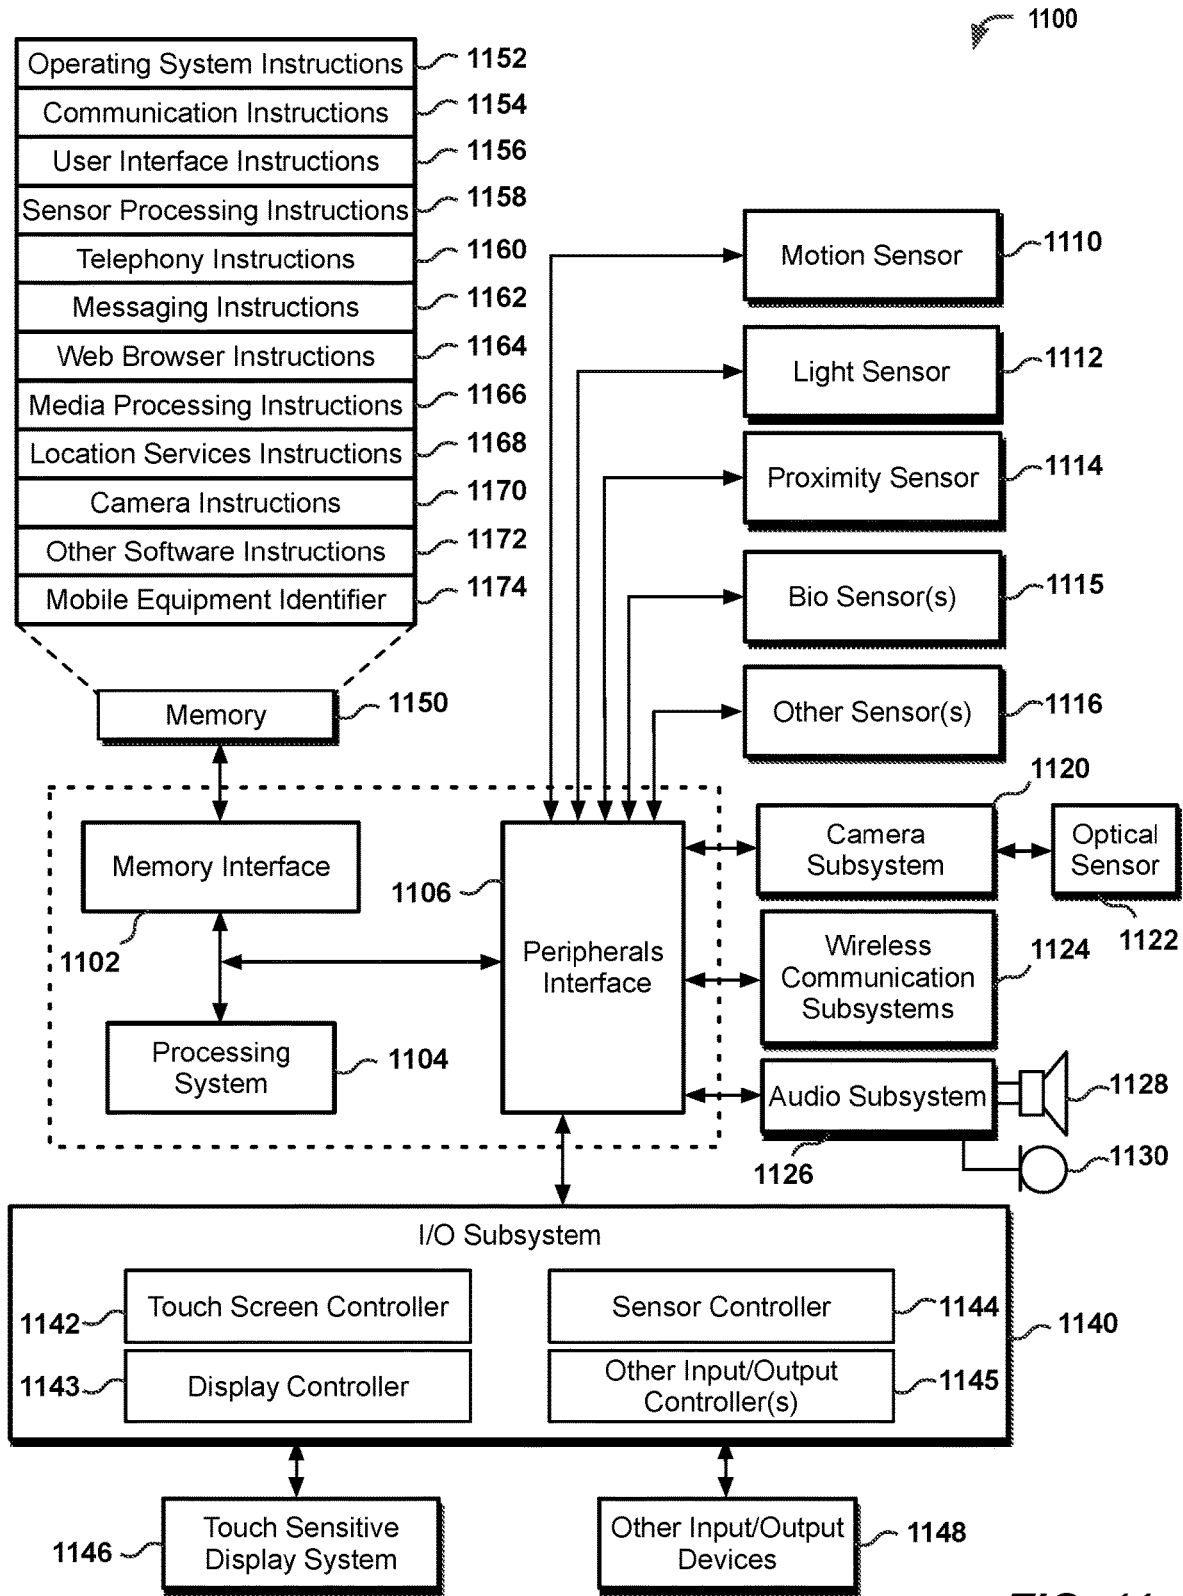 1100
Operating System Instructions 1152
Communication Instructions 1154
User Interface Instructions 1156
Sensor Processing Instructions 1158
Telephony Instructions 1160
Messaging Instructions 1162
Web Browser Instructions 1164
Media Processing Instructions 1166
Location Services Instructions 1168
Camera Instructions 1170
Other Software Instructions 1172
Mobile Equipment Identifier 1174
Memory 1150
Motion Sensor 1110
Light Sensor 1112
Proximity Sensor 1114
Bio Sensor(s) 1115
Other Sensor(s) 1116
Memory Interface
1102
Processing
System
1104
1106
Peripherals
Interface
1120
Camera
Subsystem
Optical
Sensor
1122
Wireless
Communication
Subsystems
1124
Audio Subsystem
1126
1128
1130
I/O Subsystem
1140
1142 Touch Screen Controller
1143 Display Controller
Sensor Controller 1144
Other Input/Output
Controller(s)
1145
1146
Touch Sensitive
Display System
Other Input/Output
Devices
1148